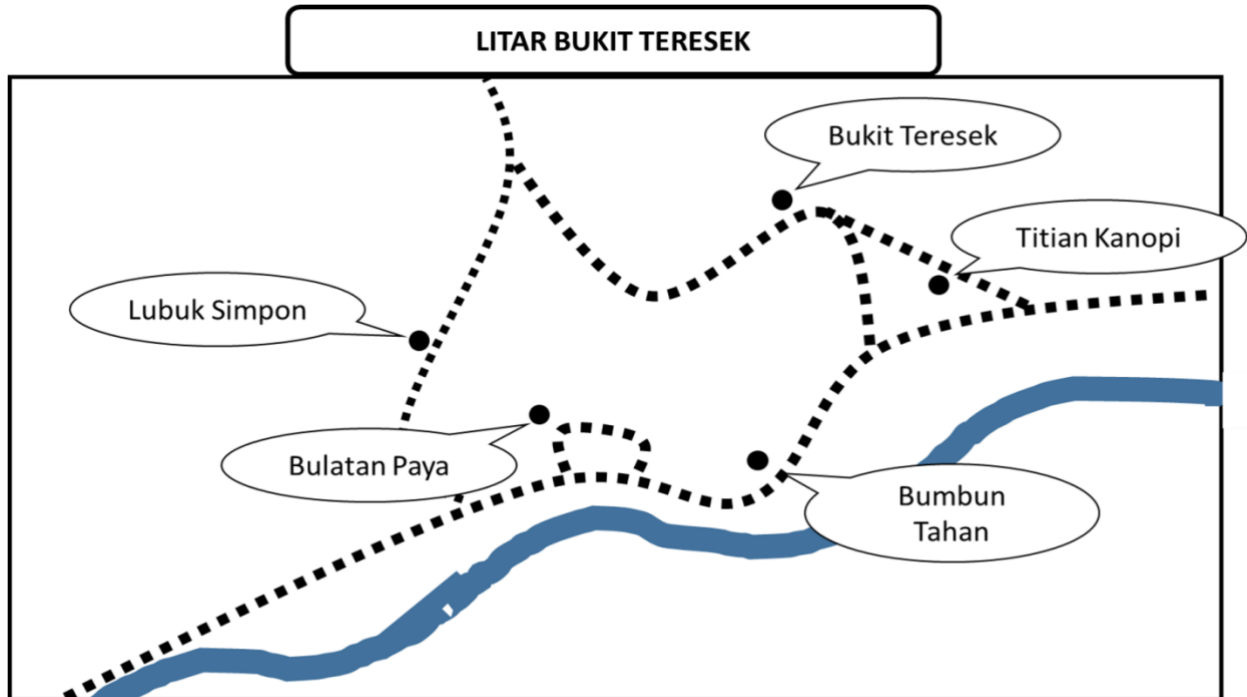 LITAR BUKIT TERESEK
Bukit Teresek
Titian Kanopi
Lubuk Simpon
Bulatan Paya
Bumbun
Tahan